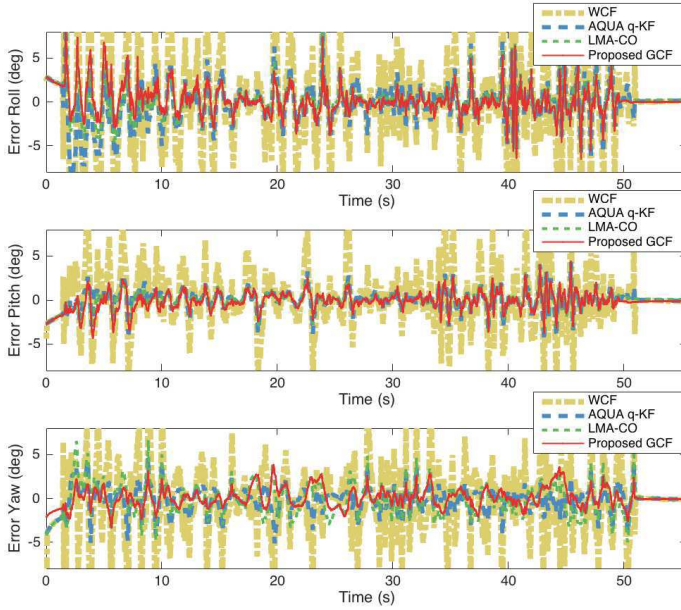 WCF
AQUA q-KF
LMA-CO
Proposed GCF
Error Roll (deg)
5
0
-5
0 10 20 30 40 50
Time (s)
WCF
AQUA q-KF
LMA-CO
Proposed GCF
Error Pitch (deg)
5
0
-5
0 10 20 30 40 50
Time (s)
WCF
AQUA q-KF
LMA-CO
Proposed GCF
Error Yaw (deg)
5
0
-5
0 10 20 30 40 50
Time (s)